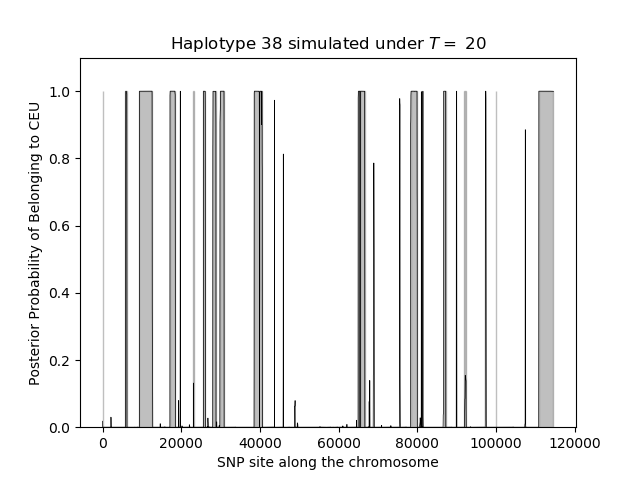 Haplotype 38 simulated under T = 20
Posterior Probability of Belonging to CEU
1.0
0.8
0.6
0.4
0.2
0.0
0 20000 40000 60000 80000 100000 120000
SNP site along the chromosome